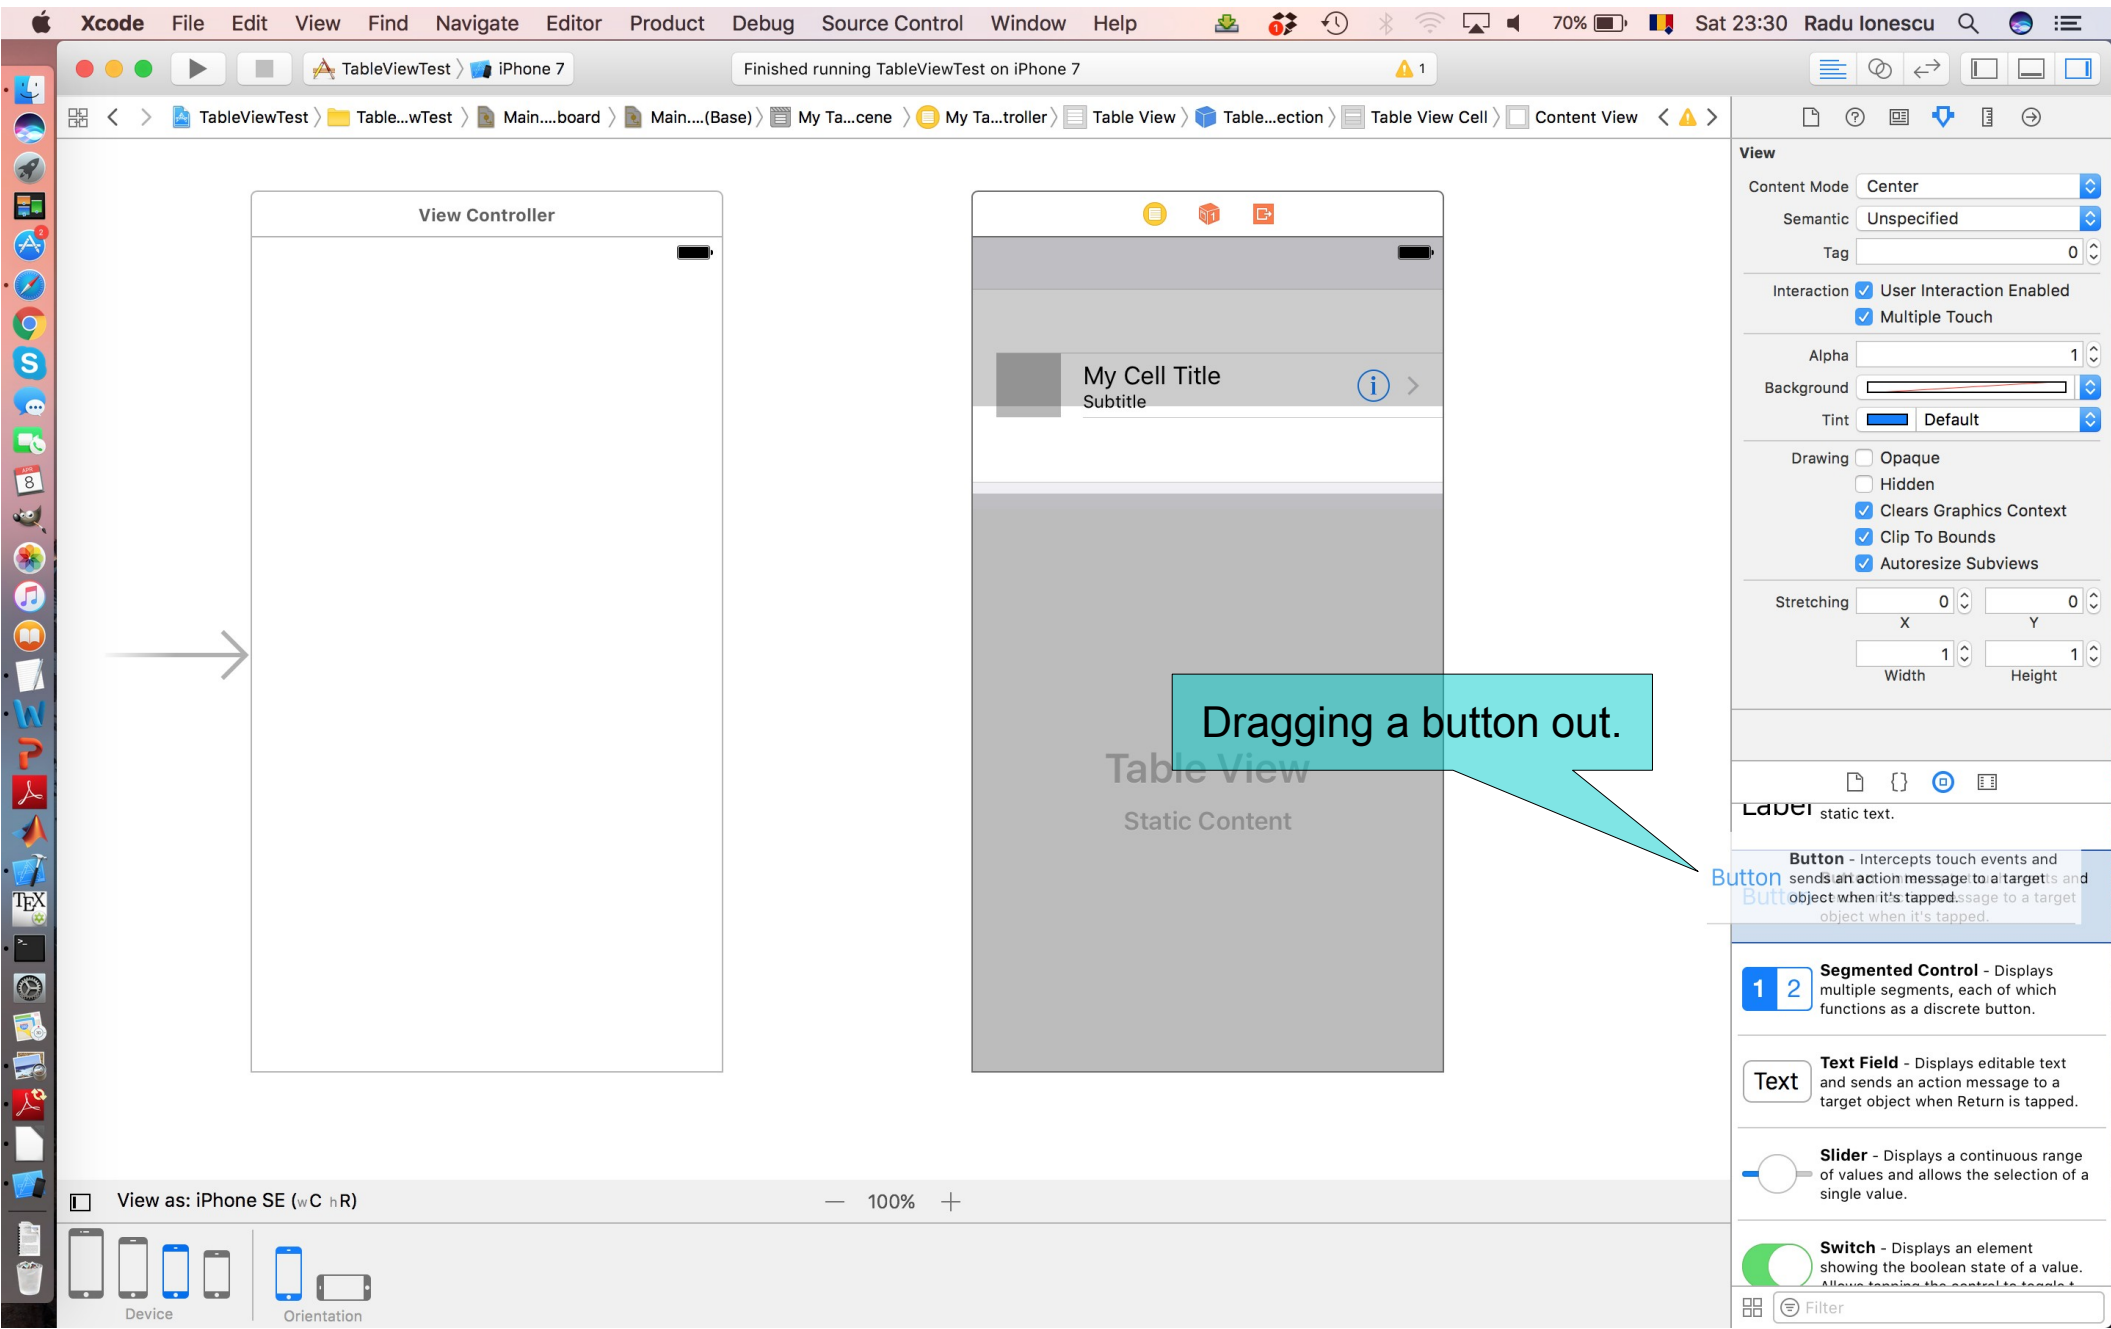 Xcode File Edit View Find Navigate Editor Product Debug Source Control Window Help 1 70% Sat 23:30 Radu Ionescu
TableViewTest iPhone 7
Finished running TableViewTest on iPhone 7
1
TableViewTest Table...wTest Main....board Main....(Base) My Ta...cene My Ta...troller Table View Table...ection Table View Cell Content View
View Controller
My Cell Title
Subtitle
Table View
Static Content
Dragging a button out.
View
Content Mode Center
Semantic Unspecified
Tag 0
Interaction User Interaction Enabled
Multiple Touch
Alpha 1
Background
Tint Default
Drawing Opaque
Hidden
Clears Graphics Context
Clip To Bounds
Autoresize Subviews
Stretching 0 0
X Y
1 1
Width Height
Label static text.
Button
Button - Intercepts touch events and
sends an action message to a target
object when it's tapped.
1 2
Segmented Control - Displays
multiple segments, each of which
functions as a discrete button.
Text
Text Field - Displays editable text
and sends an action message to a
target object when Return is tapped.
Slider - Displays a continuous range
of values and allows the selection of a
single value.
Switch - Displays an element
showing the boolean state of a value.
Filter
View as: iPhone SE (wC hR)
100%
Device
Orientation
2
S
APR
8
TEX